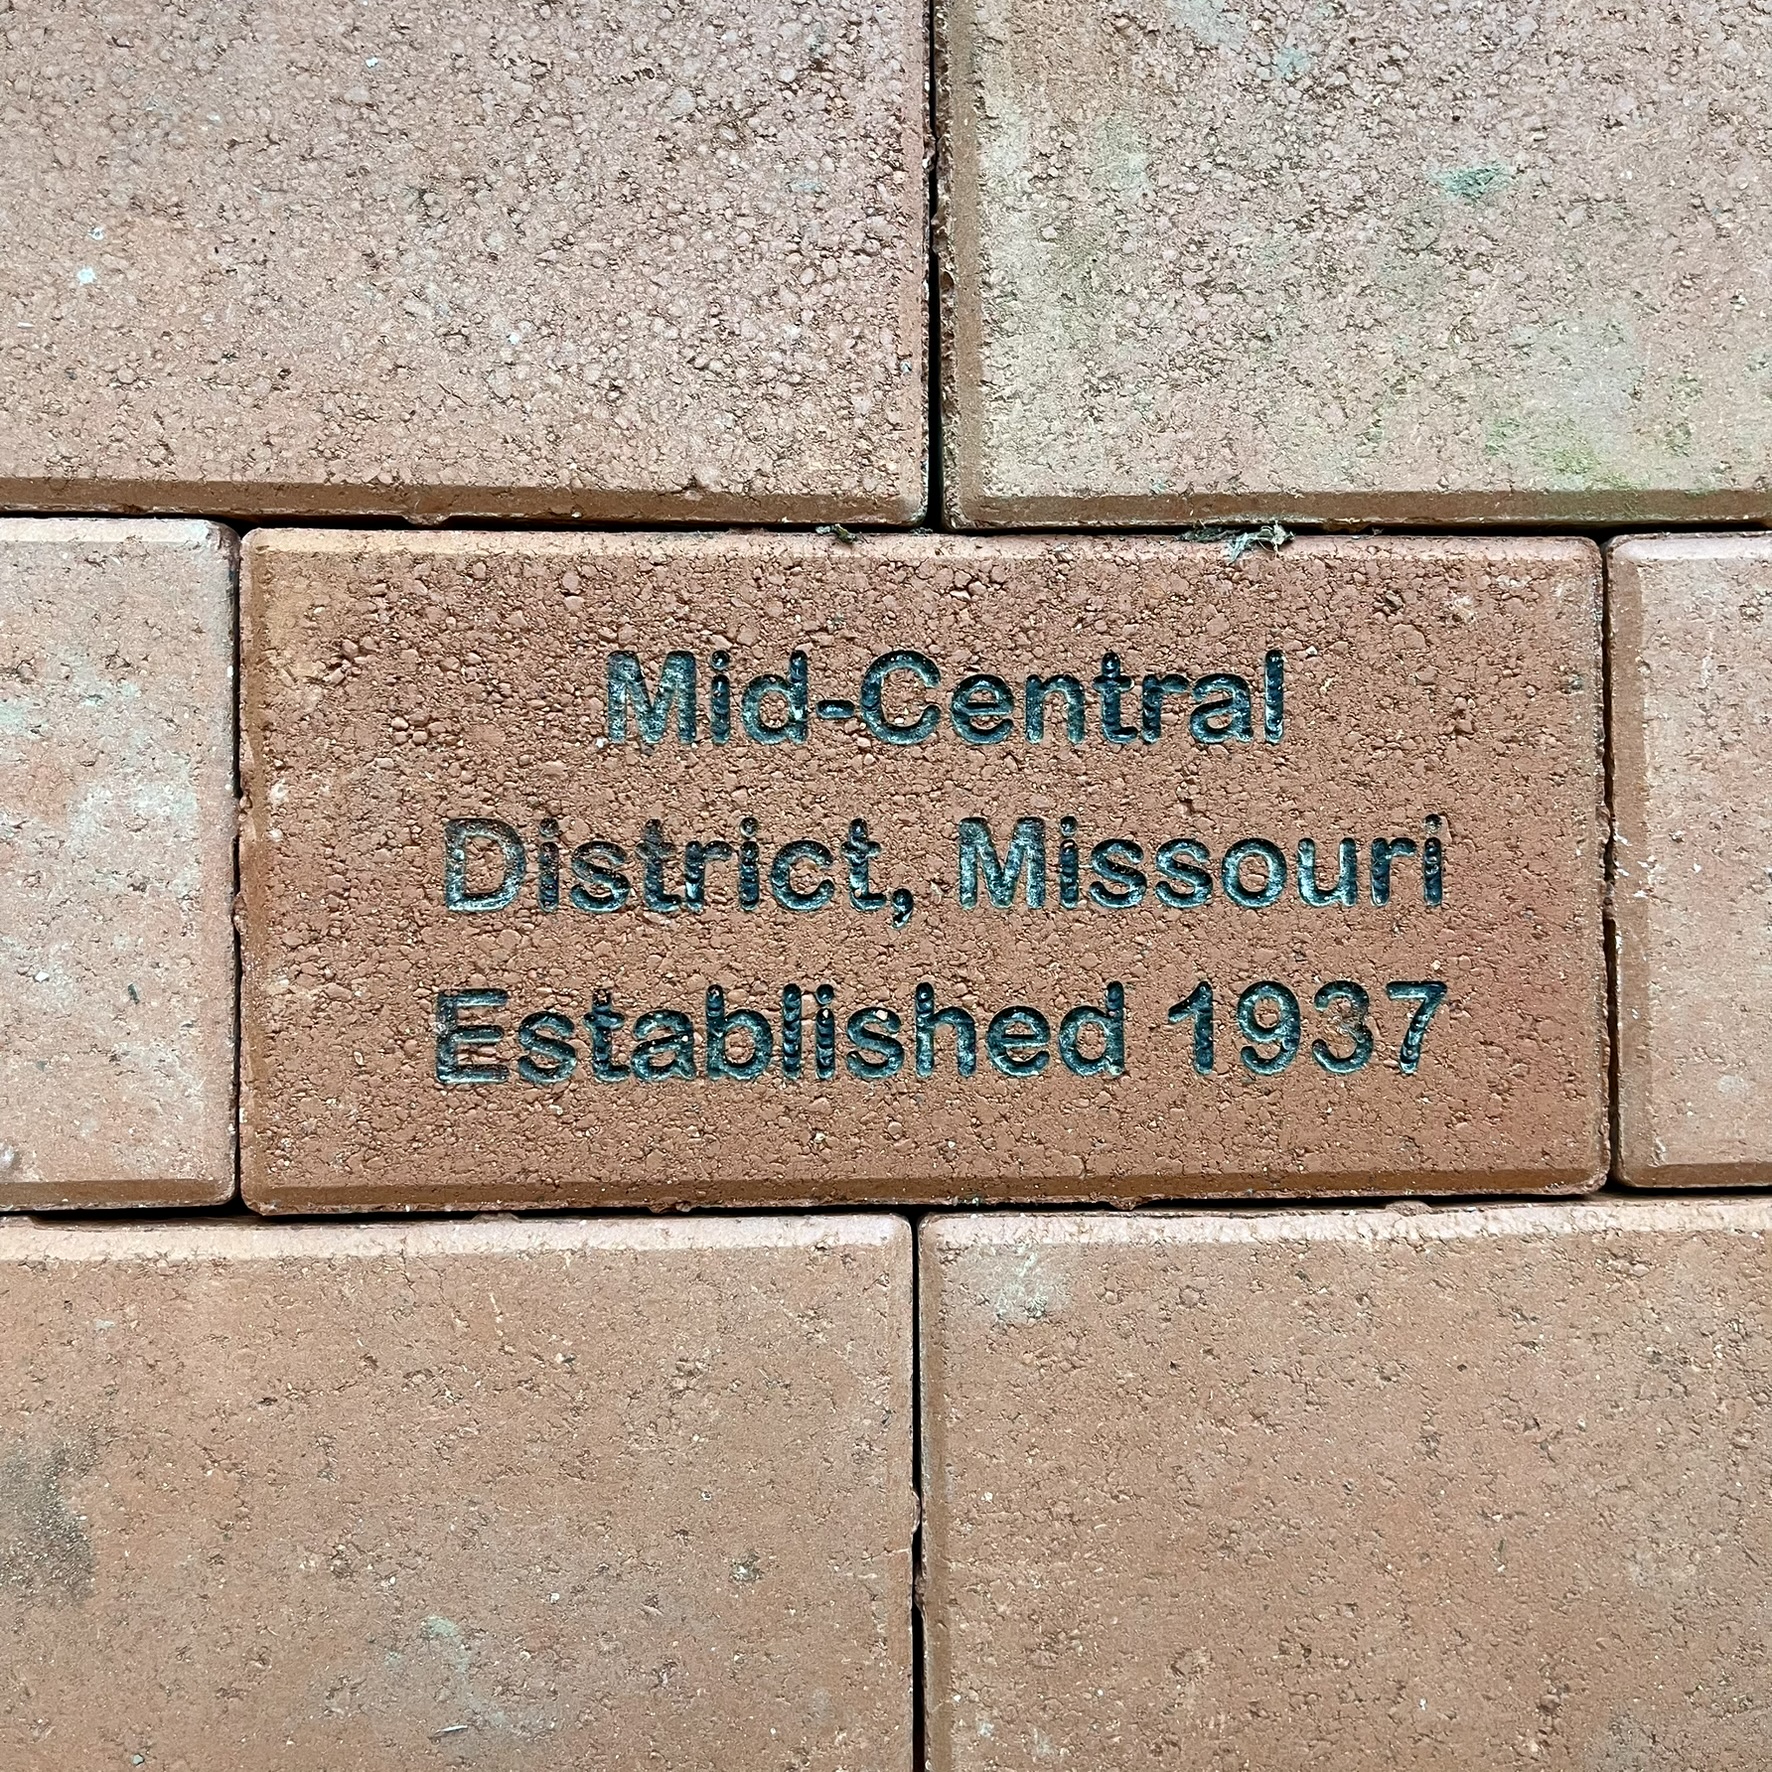 Mid-Central
District, Missouri
Established 1937